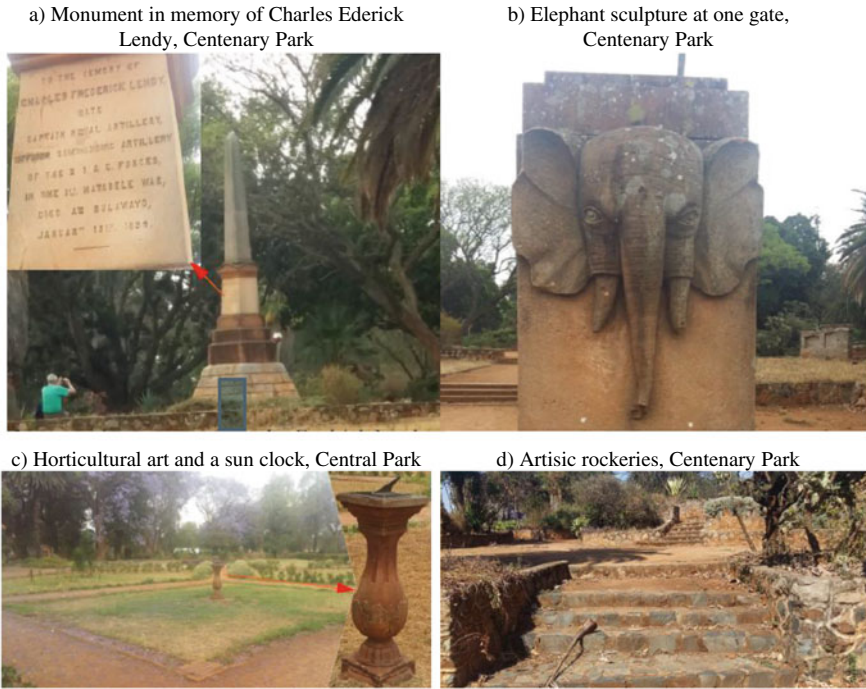 a) Monument in memory of Charles Ederick
Lendy, Centenary Park
b) Elephant sculpture at one gate,
Centenary Park
TO THE MEMORY OF
CHARLES FREDERICK LENDY,
LATE
CAPTAIN ROYAL ARTILLERY,
ARTILLERY
OF THE FORCES,
IN THE MATABELE WAR,
DIED AT BULAWAYO,
JANUARY
c) Horticultural art and a sun clock, Central Park
d) Artisic rockeries, Centenary Park